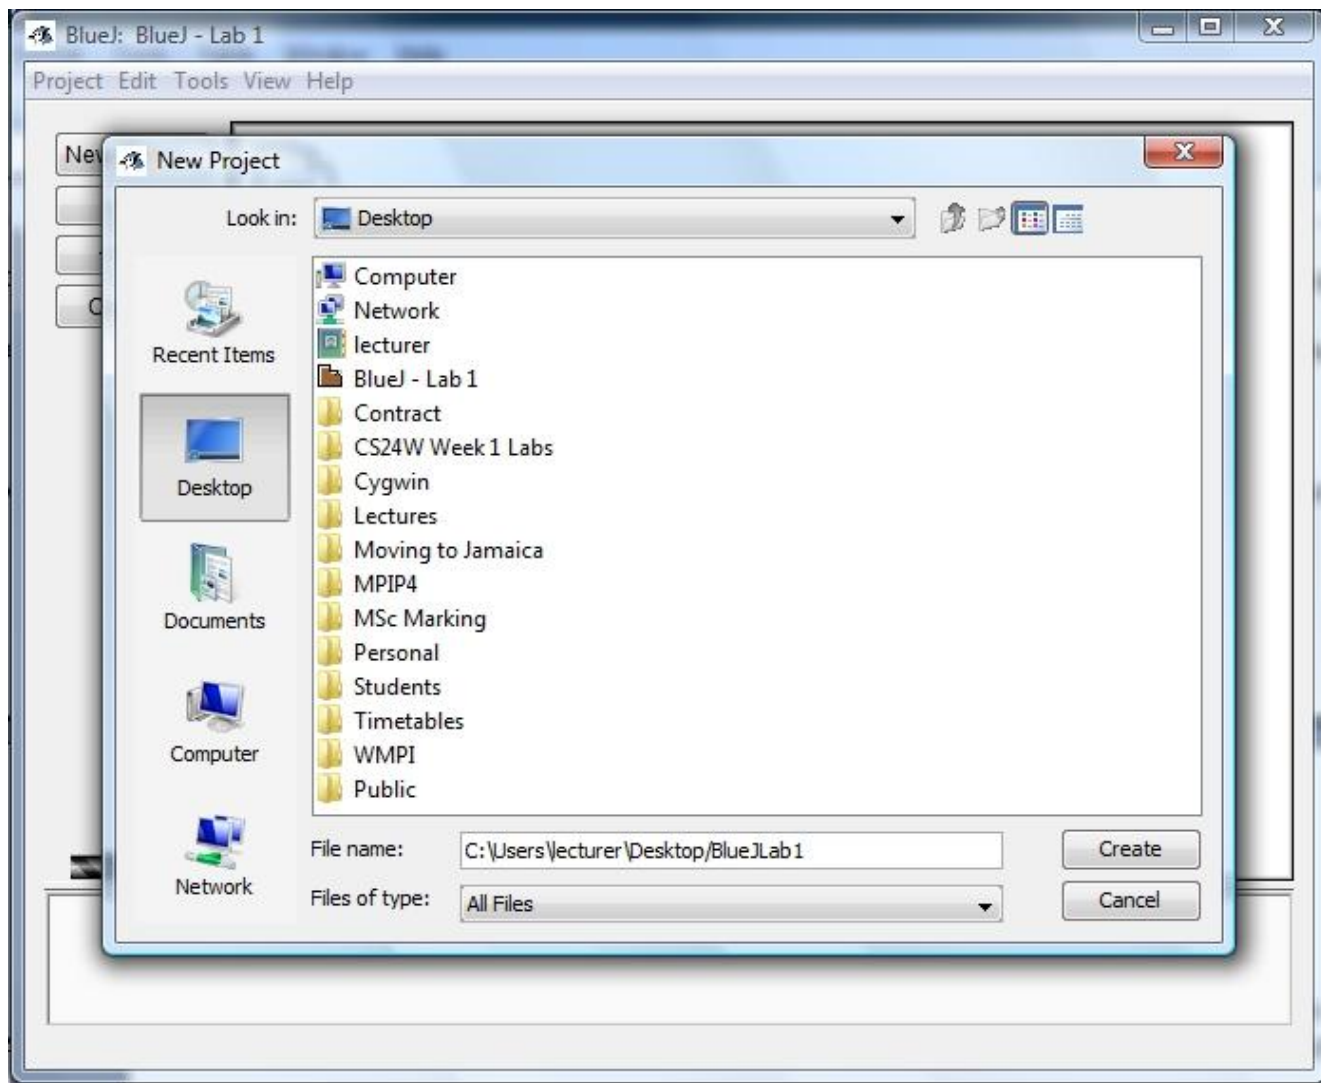 BlueJ: BlueJ - Lab 1
Project Edit Tools View Help
New Project
Look in: Desktop
Computer
Network
lecturer
BlueJ - Lab 1
Contract
CS24W Week 1 Labs
Cygwin
Lectures
Moving to Jamaica
MPIP4
MSc Marking
Personal
Students
Timetables
WMPI
Public
Recent Items
Desktop
Documents
Computer
Network
File name: C:\Users\lecturer\Desktop/BlueJLab1
Create
Files of type: All Files
Cancel